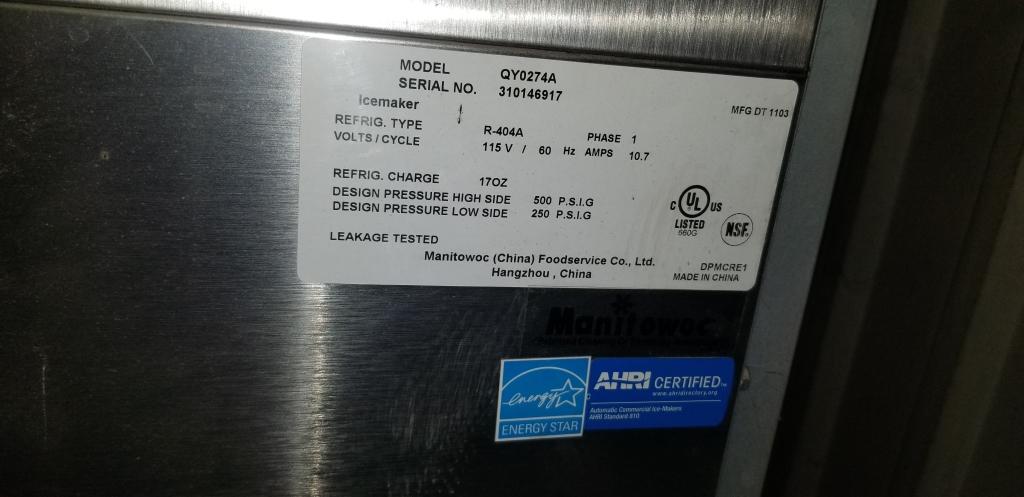 MODEL QY0274A
SERIAL NO. 310146917
MFG DT 1103
Icemaker
REFRIG. TYPE R-404A PHASE 1
VOLTS / CYCLE 115 V / 60 Hz AMPS 10.7
REFRIG. CHARGE 17OZ
DESIGN PRESSURE HIGH SIDE 500 P.S.I.G
DESIGN PRESSURE LOW SIDE 250 P.S.I.G
C UL US
LISTED
560G
NSF
LEAKAGE TESTED
Manitowoc (China) Foodservice Co., Ltd.
Hangzhou , China
DPMCRE1
MADE IN CHINA
Manitowoc
energy
ENERGY STAR
AHRI CERTIFIED™
www.ahridirectory.org
Automatic Commercial Ice-Makers
AHRI Standard 810